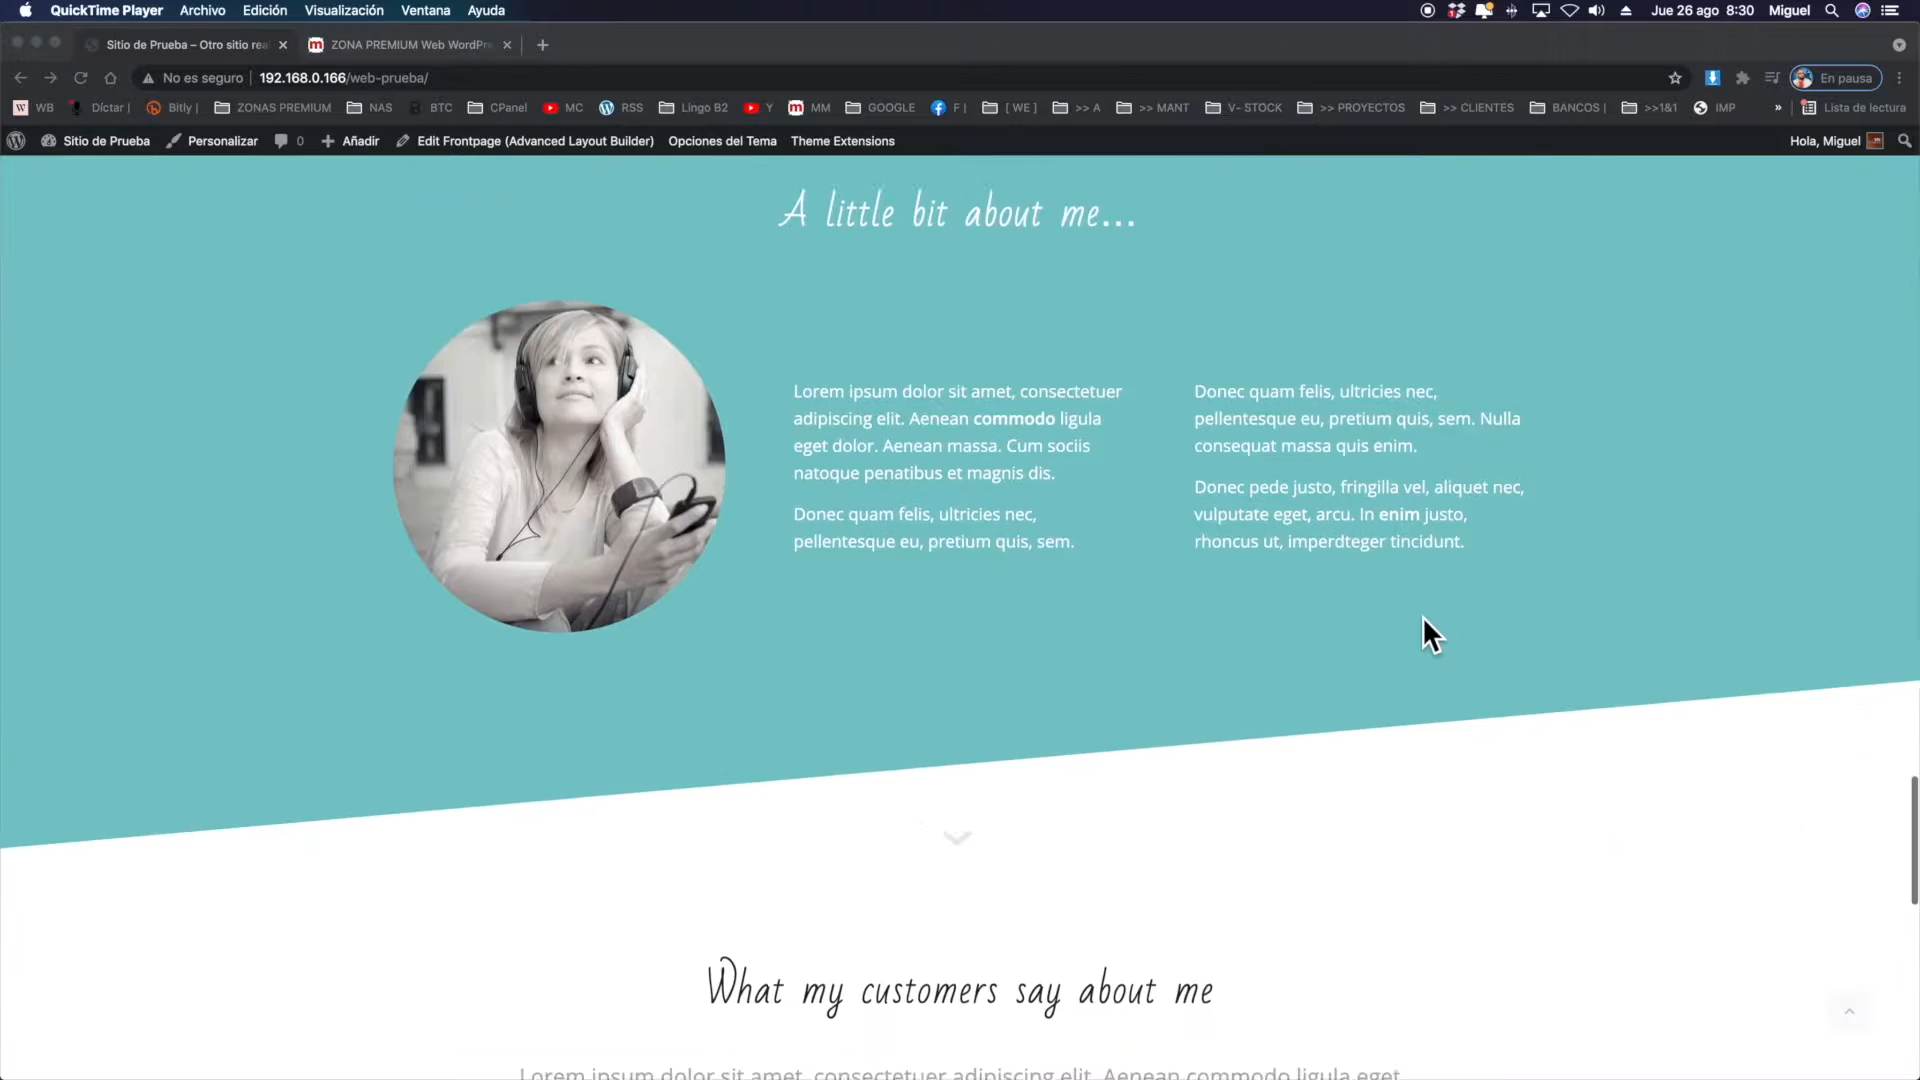 QuickTime Player Archivo Edición Visualización Ventana Ayuda Jue 26 ago 8:30 Miguel
Sitio de Prueba – Otro sitio rea ZONA PREMIUM Web WordPre
No es seguro 192.168.0.166/web-prueba/ En pausa
WB Díctar | Bitly | ZONAS PREMIUM NAS BTC CPanel MC RSS Lingo B2 Y MM GOOGLE F | [ WE ] >> A >> MANT V- STOCK >> PROYECTOS >> CLIENTES BANCOS | >>1&1 IMP » Lista de lectura
Sitio de Prueba Personalizar 0 Añadir Edit Frontpage (Advanced Layout Builder) Opciones del Tema Theme Extensions Hola, Miguel
A little bit about me...
Lorem ipsum dolor sit amet, consectetuer
adipiscing elit. Aenean commodo ligula
eget dolor. Aenean massa. Cum sociis
natoque penatibus et magnis dis.
Donec quam felis, ultricies nec,
pellentesque eu, pretium quis, sem.
Donec quam felis, ultricies nec,
pellentesque eu, pretium quis, sem. Nulla
consequat massa quis enim.
Donec pede justo, fringilla vel, aliquet nec,
vulputate eget, arcu. In enim justo,
rhoncus ut, imperdteger tincidunt.
What my customers say about me
Lorem ipsum dolor sit amet, consectetuer adipiscing elit. Aenean commodo ligula eget